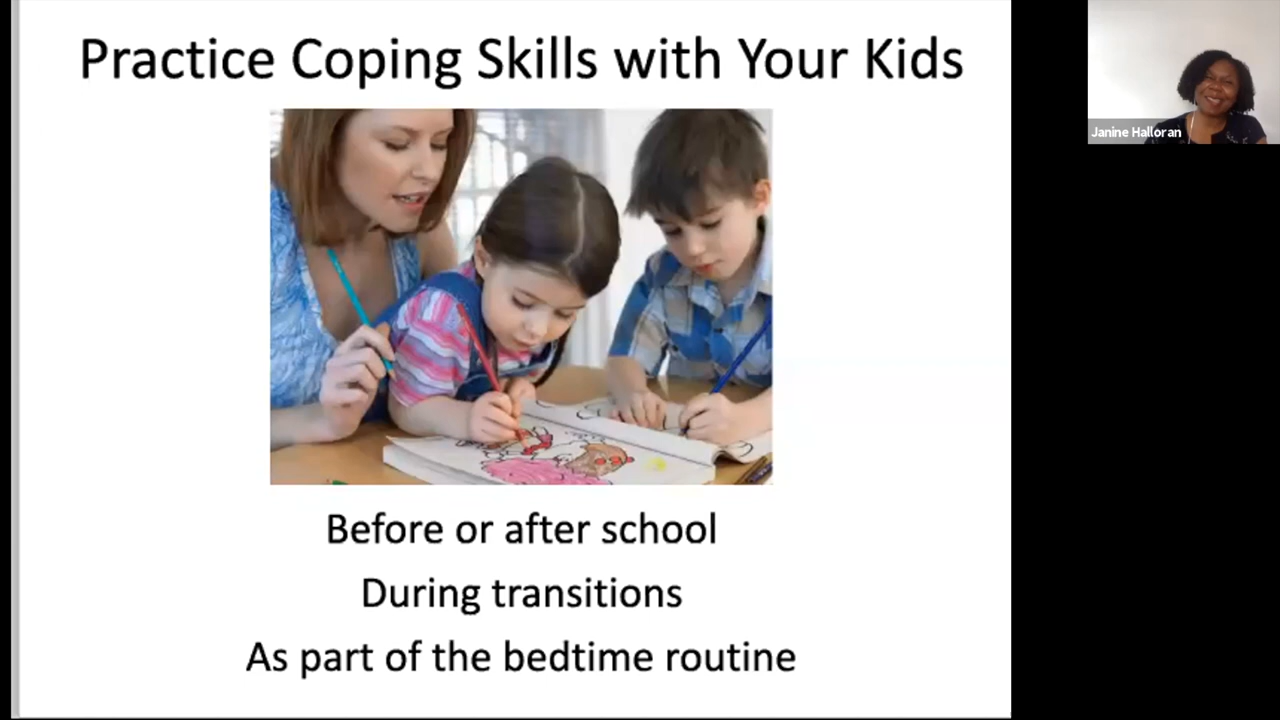 Practice Coping Skills with Your Kids
Janine Halloran
Before or after school
During transitions
As part of the bedtime routine